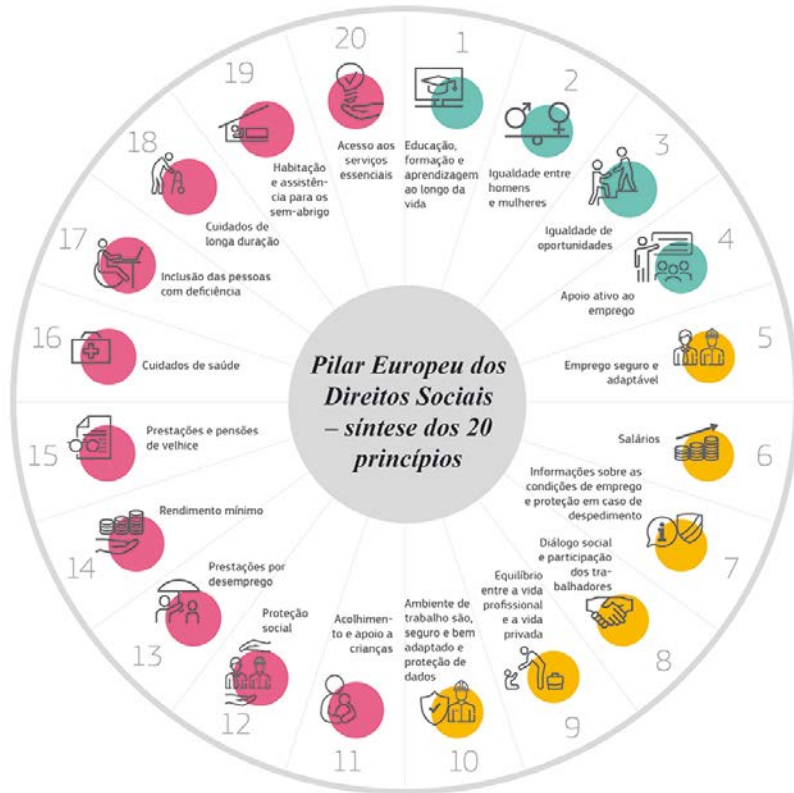 Pilar Europeu dos
Direitos Sociais
– síntese dos 20
princípios
1
Educação,
formação e
aprendizagem
ao longo da
vida
2
Igualdade entre
homens
e mulheres
3
Igualdade de
oportunidades
4
Apoio ativo ao
emprego
5
Emprego seguro e
adaptável
6
Salários
7
Informações sobre as
condições de emprego
e proteção em caso de
despedimento
8
Diálogo social
e participação
dos tra-
balhadores
9
Equilíbrio
entre a vida
profissional
e a vida
privada
10
Ambiente de
trabalho são,
seguro e bem
adaptado e
proteção de
dados
11
Acolhimen-
to e apoio a
crianças
12
Proteção
social
13
Prestações por
desemprego
14
Rendimento mínimo
15
Prestações e pensões
de velhice
16
Cuidados de saúde
17
Inclusão das pessoas
com deficiência
18
Cuidados de
longa duração
19
Habitação
e assistên-
cia para os
sem-abrigo
20
Acesso aos
serviços
essenciais